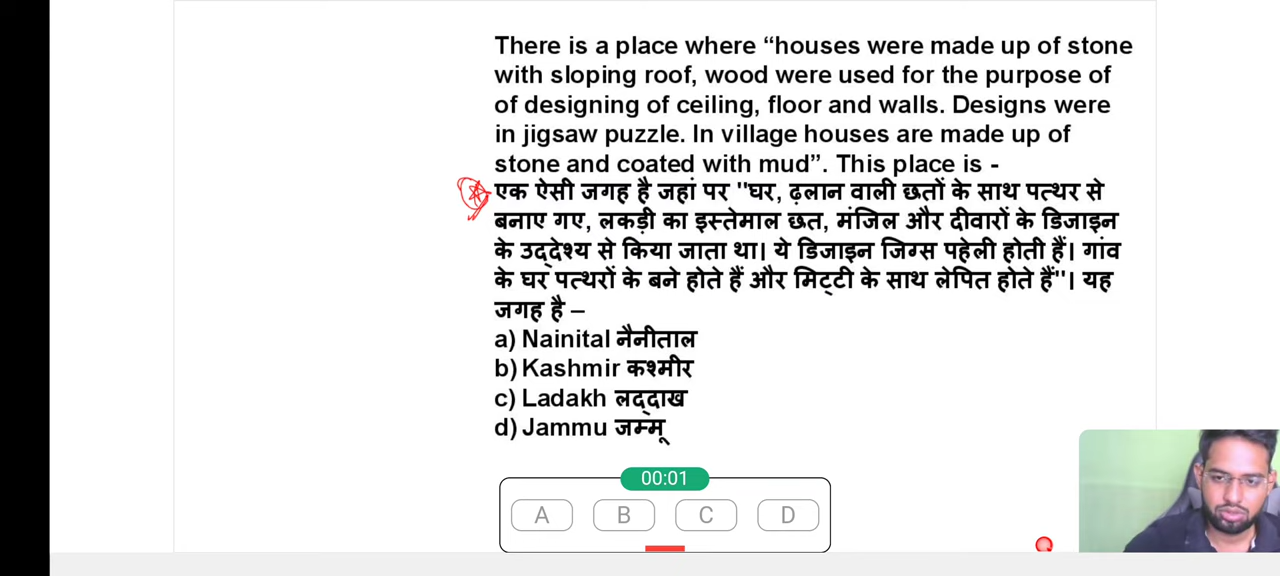 There is a place where “houses were made up of stone
with sloping roof, wood were used for the purpose of
of designing of ceiling, floor and walls. Designs were
in jigsaw puzzle. In village houses are made up of
stone and coated with mud”. This place is -
एक ऐसी जगह है जहां पर "घर, ढ़लान वाली छतों के साथ पत्थर से
बनाए गए, लकड़ी का इस्तेमाल छत, मंजिल और दीवारों के डिजाइन
के उद्देश्य से किया जाता था। ये डिजाइन जिग्स पहेली होती हैं। गांव
के घर पत्थरों के बने होते हैं और मिट्टी के साथ लेपित होते हैं"। यह
जगह है –
a) Nainital नैनीताल
b) Kashmir कश्मीर
c) Ladakh लद्दाख
d) Jammu जम्मू
00:01
A B C D